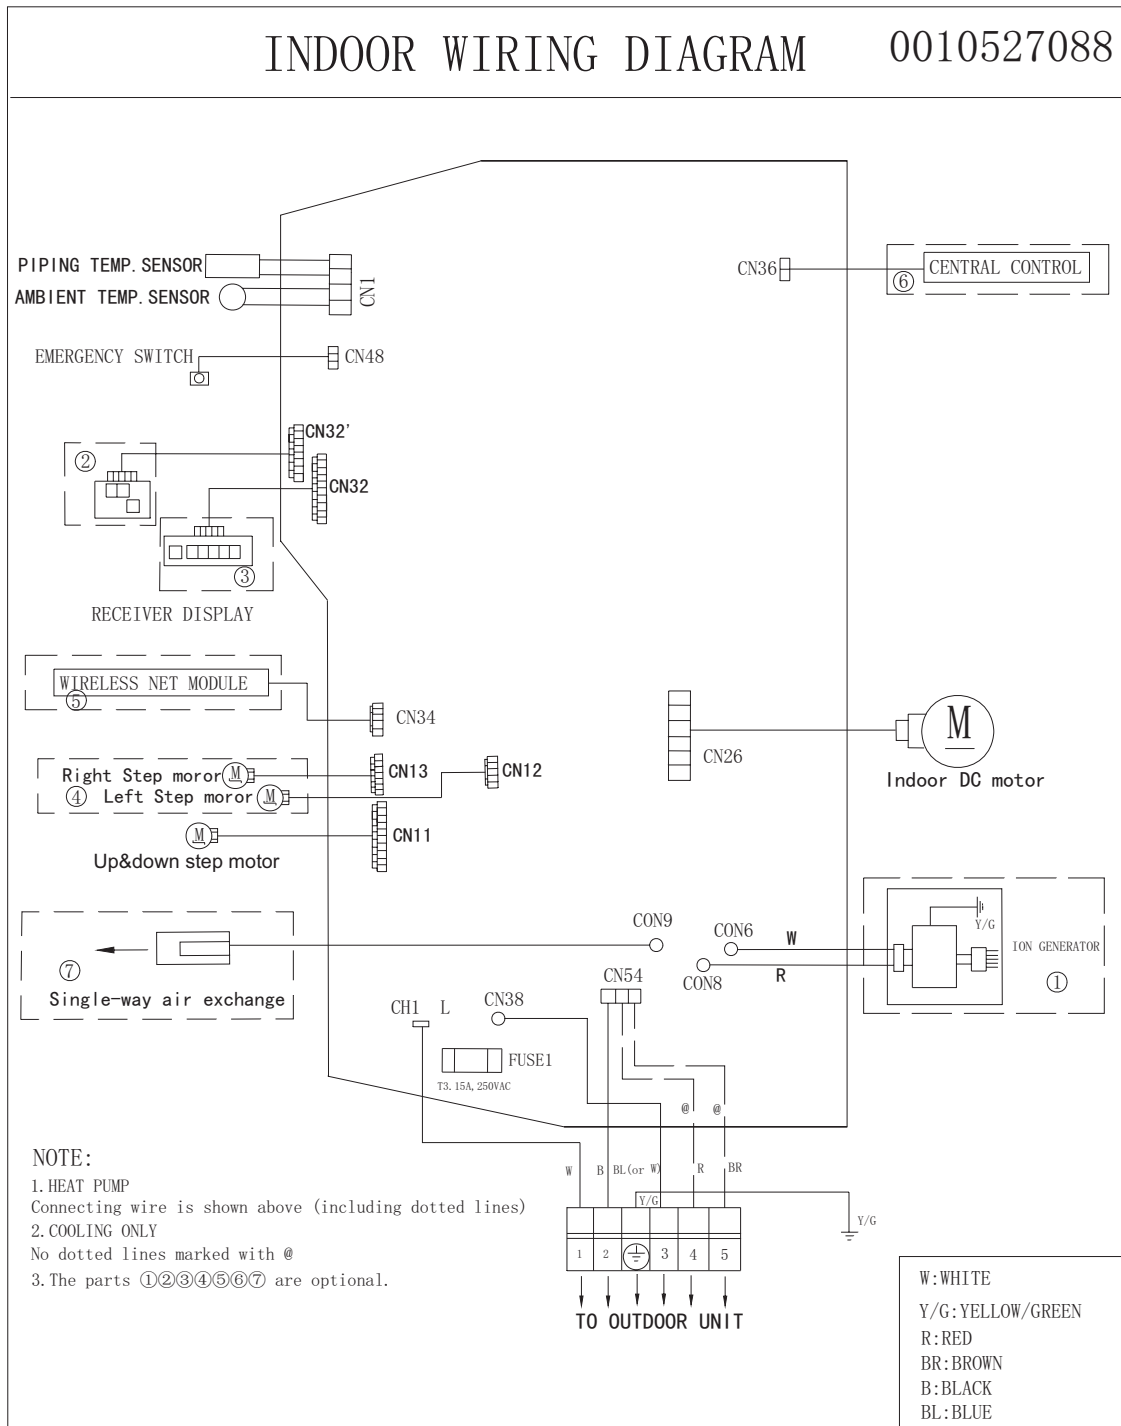 INDOOR WIRING DIAGRAM 0010527088
PIPING TEMP.SENSOR
AMBIENT TEMP.SENSOR
CN1
CN36
CENTRAL CONTROL
⑥
EMERGENCY SWITCH
CN48
CN32'
②
CN32
③
RECEIVER DISPLAY
WIRELESS NET MODULE
⑤
CN34
CN26
M
Indoor DC motor
Right Step moror M
CN13
CN12
④ Left Step moror M
M
CN11
Up&down step motor
CON9
CON6
W
Y/G
ION GENERATOR
⑦
CON8
R
①
Single-way air exchange
CN54
CH1 L
CN38
FUSE1
T3.15A,250VAC
@ @
W B BL(or W) R BR
Y/G
Y/G
1 2 3 4 5
TO OUTDOOR UNIT
NOTE:
1.HEAT PUMP
Connecting wire is shown above (including dotted lines)
2.COOLING ONLY
No dotted lines marked with @
3.The parts ①②③④⑤⑥⑦ are optional.
W:WHITE
Y/G:YELLOW/GREEN
R:RED
BR:BROWN
B:BLACK
BL:BLUE